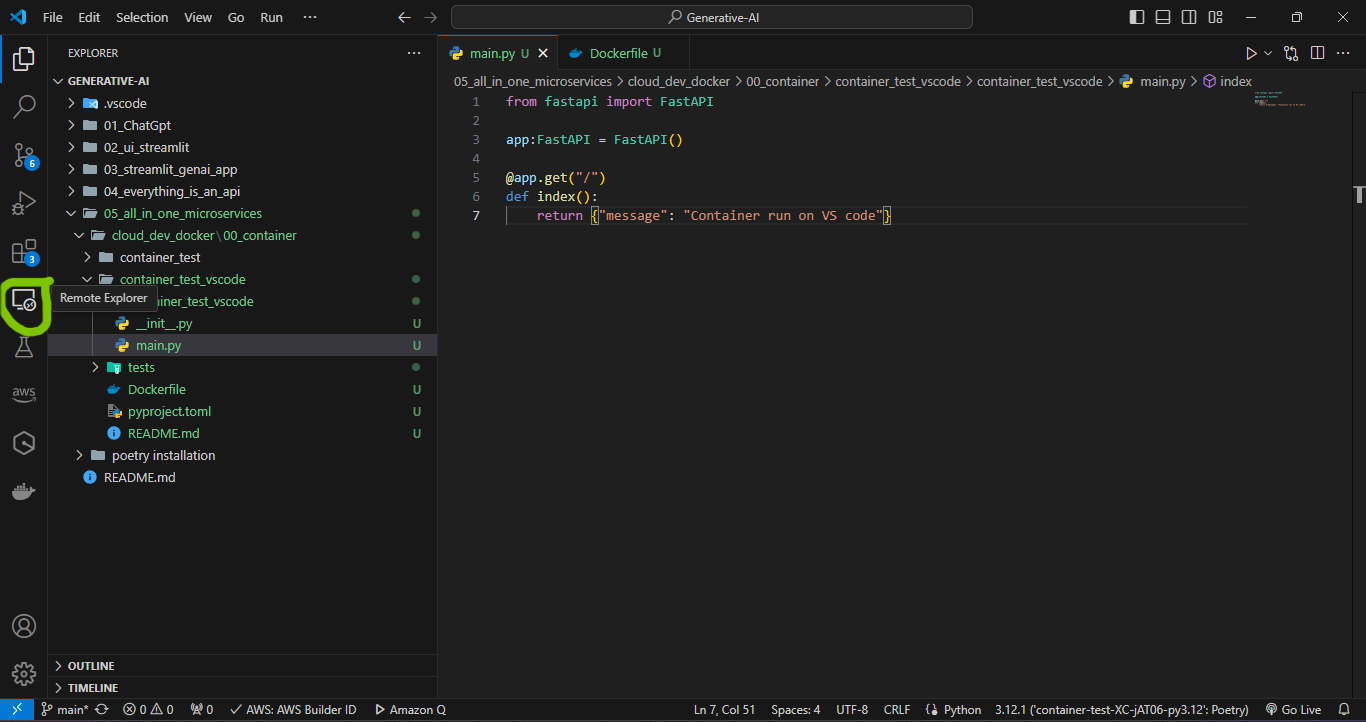 File Edit Selection View Go Run ··· Generative-AI
EXPLORER ···
GENERATIVE-AI
.vscode
01_ChatGpt
02_ui_streamlit
03_streamlit_genai_app
04_everything_is_an_api
05_all_in_one_microservices
cloud_dev_docker\00_container
container_test
container_test_vscode
iner_test_vscode
Remote Explorer
__init__.py U
main.py U
tests
Dockerfile U
pyproject.toml U
README.md U
poetry installation
README.md
OUTLINE
TIMELINE
6
3
aws
main.py U
Dockerfile U
05_all_in_one_microservices > cloud_dev_docker > 00_container > container_test_vscode > container_test_vscode > main.py > index
1 from fastapi import FastAPI
2
3 app:FastAPI = FastAPI()
4
5 @app.get("/")
6 def index():
7 return {"message": "Container run on VS code"}
main* 0 0 0 AWS: AWS Builder ID Amazon Q Ln 7, Col 51 Spaces: 4 UTF-8 CRLF Python 3.12.1 ('container-test-XC-jAT06-py3.12': Poetry) Go Live